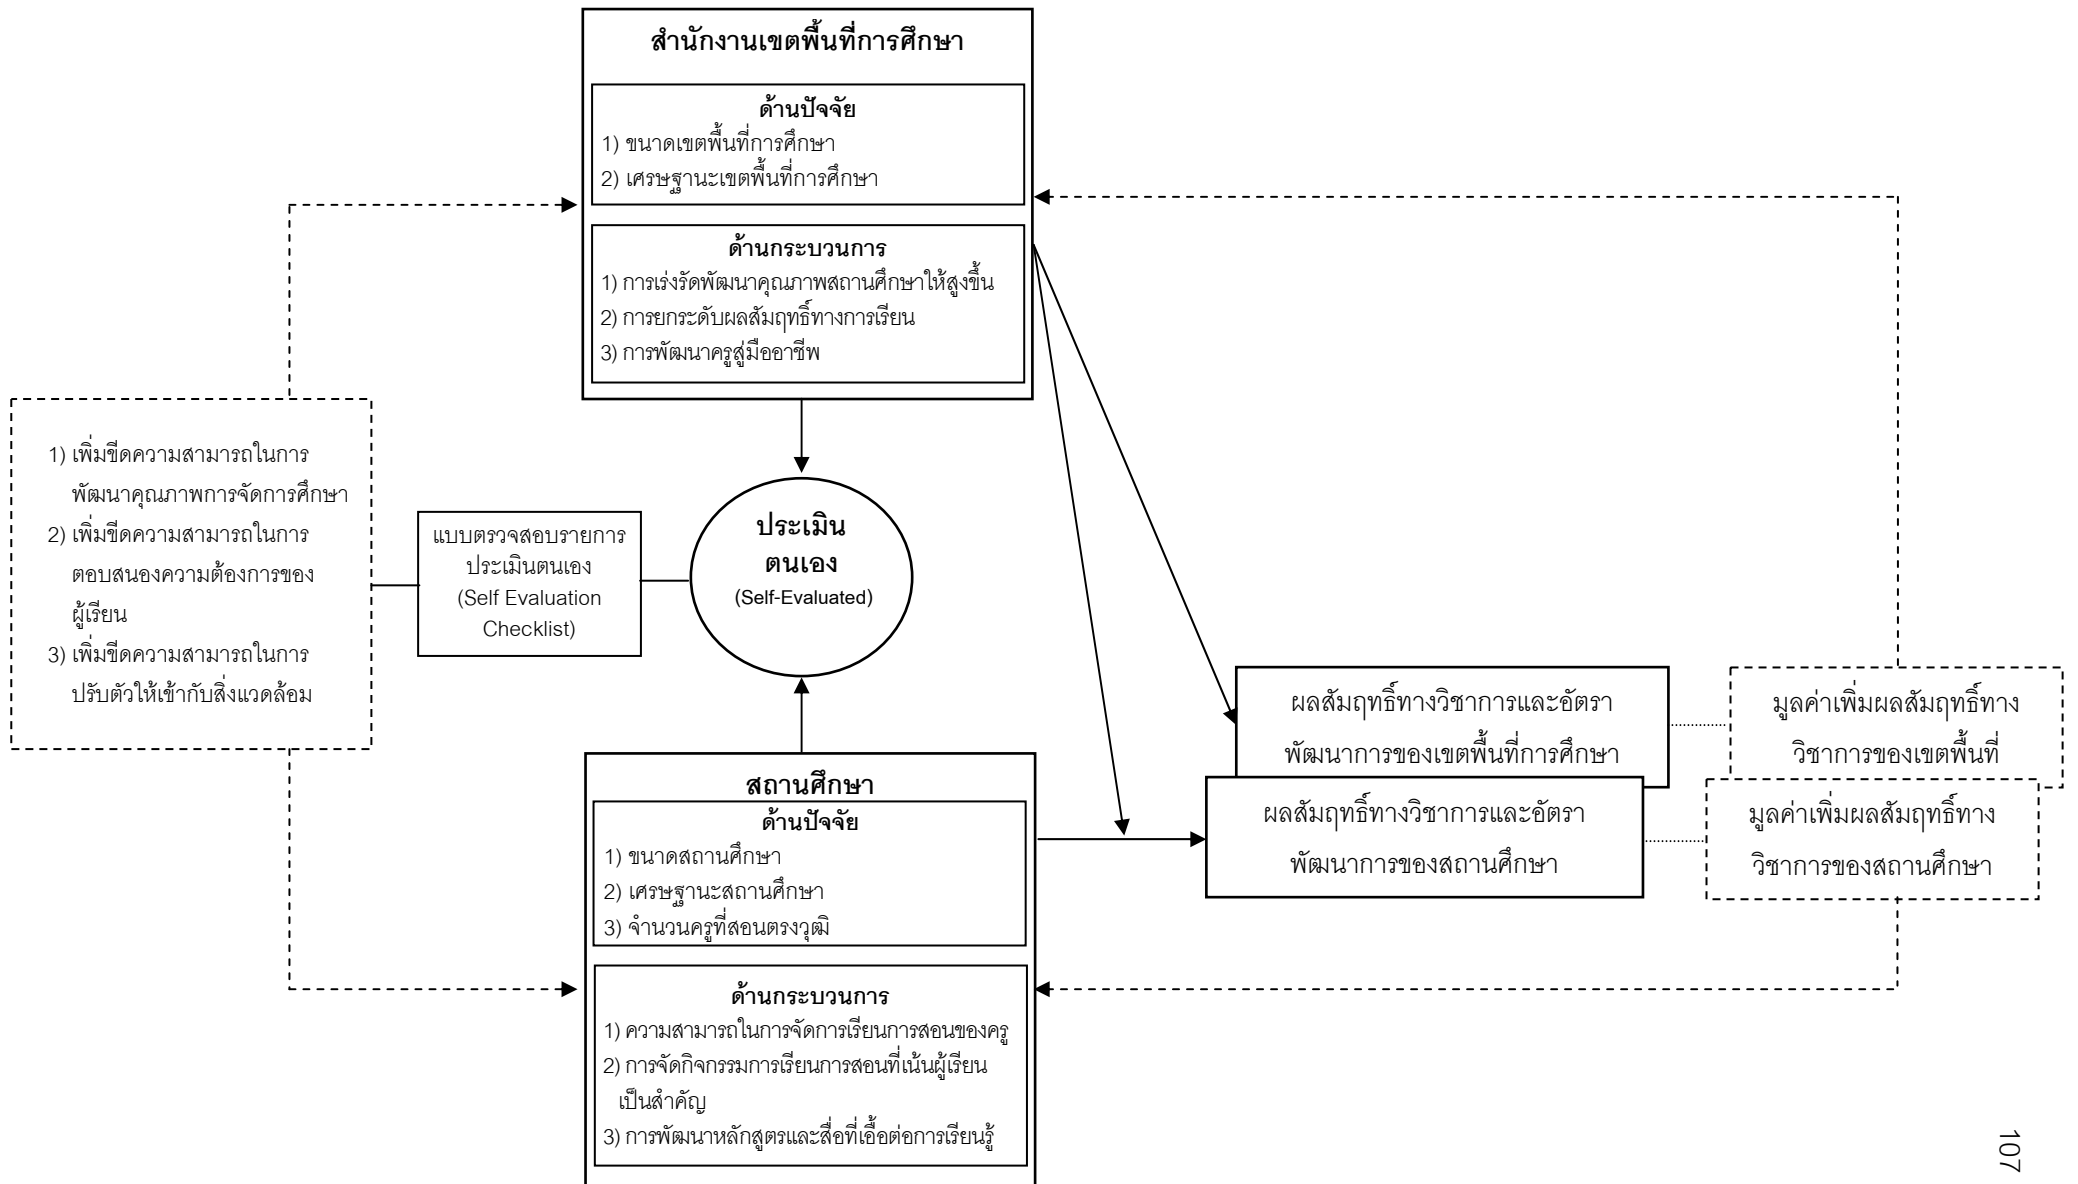 สำนักงานเขตพื้นที่การศึกษา
ด้านปัจจัย
1) ขนาดเขตพื้นที่การศึกษา
2) เศรษฐานะเขตพื้นที่การศึกษา
ด้านกระบวนการ
1) การเร่งรัดพัฒนาคุณภาพสถานศึกษาให้สูงขึ้น
2) การยกระดับผลสัมฤทธิ์ทางการเรียน
3) การพัฒนาครูสู่มืออาชีพ
1) เพิ่มขีดความสามารถในการ
พัฒนาคุณภาพการจัดการศึกษา
2) เพิ่มขีดความสามารถในการ
ตอบสนองความต้องการของ
ผู้เรียน
3) เพิ่มขีดความสามารถในการ
ปรับตัวให้เข้ากับสิ่งแวดล้อม
แบบตรวจสอบรายการ
ประเมินตนเอง
(Self Evaluation
Checklist)
ประเมิน
ตนเอง
(Self-Evaluated)
ผลสัมฤทธิ์ทางวิชาการและอัตรา
พัฒนาการของเขตพื้นที่การศึกษา
มูลค่าเพิ่มผลสัมฤทธิ์ทาง
วิชาการของเขตพื้นที่
สถานศึกษา
ด้านปัจจัย
1) ขนาดสถานศึกษา
2) เศรษฐานะสถานศึกษา
3) จำนวนครูที่สอนตรงวุฒิ
ด้านกระบวนการ
1) ความสามารถในการจัดการเรียนการสอนของครู
2) การจัดกิจกรรมการเรียนการสอนที่เน้นผู้เรียน
เป็นสำคัญ
3) การพัฒนาหลักสูตรและสื่อที่เอื้อต่อการเรียนรู้
ผลสัมฤทธิ์ทางวิชาการและอัตรา
พัฒนาการของสถานศึกษา
มูลค่าเพิ่มผลสัมฤทธิ์ทาง
วิชาการของสถานศึกษา
107